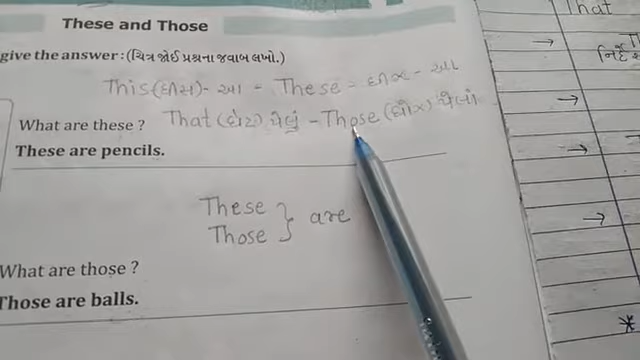 These and Those
give the answer : (ચિત્ર જોઈ પ્રશ્નના જવાબ લખો.)
This (ધીસ) - આ - These = ધીઝ - આ
What are these ?
That (ધેટ) પેલું - Those (ધોઝ) પેલાં
These are pencils.
These } are
Those
What are those ?
Those are balls.
That
→
→
→
*